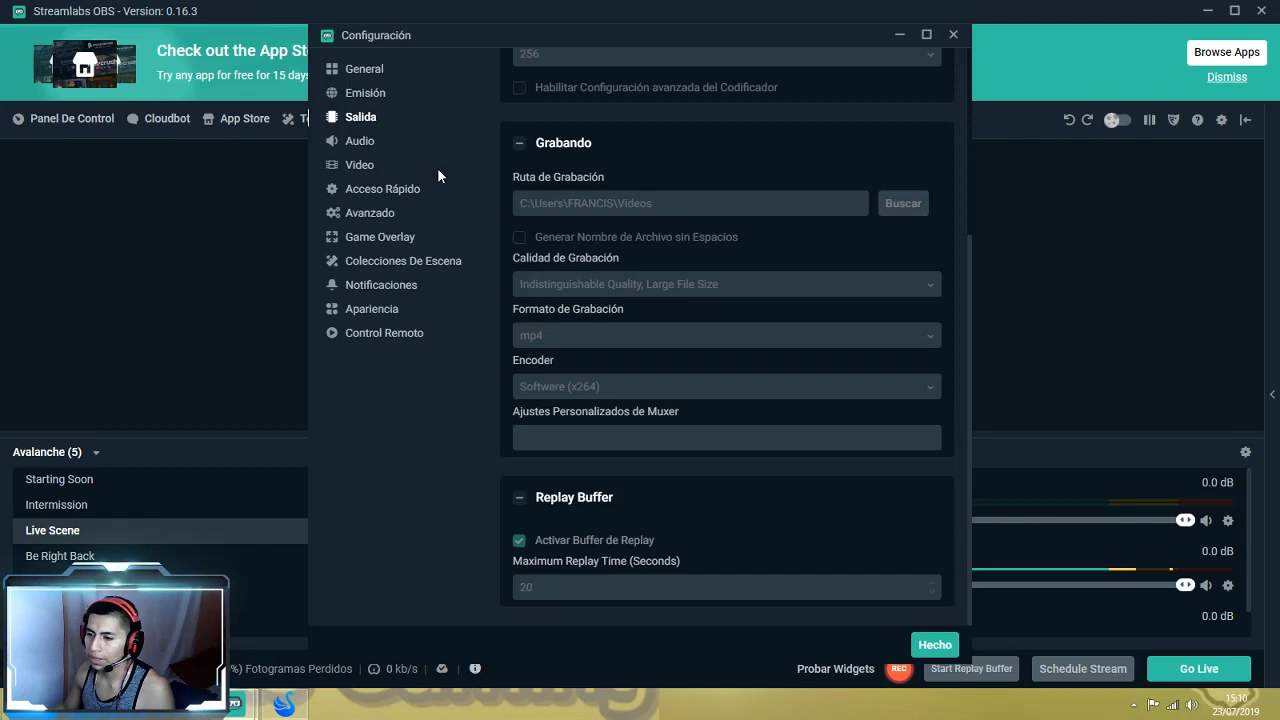 Streamlabs OBS - Version: 0.16.3
Check out the App Sto
Try any app for free for 15 days
Browse Apps
Dismiss
Panel De Control
Cloudbot
App Store
Configuración
General
Emisión
Salida
Audio
Video
Acceso Rápido
Avanzado
Game Overlay
Colecciones De Escena
Notificaciones
Apariencia
Control Remoto
256
Habilitar Configuración avanzada del Codificador
Grabando
Ruta de Grabación
C:\Users\FRANCIS\Videos
Buscar
Generar Nombre de Archivo sin Espacios
Calidad de Grabación
Indistinguishable Quality, Large File Size
Formato de Grabación
mp4
Encoder
Software (x264)
Ajustes Personalizados de Muxer
Replay Buffer
Activar Buffer de Replay
Maximum Replay Time (Seconds)
20
Hecho
Avalanche (5)
Starting Soon
Intermission
Live Scene
Be Right Back
0.0 dB
0.0 dB
0.0 dB
%) Fotogramas Perdidos
0 kb/s
Probar Widgets
REC
Start Replay Buffer
Schedule Stream
Go Live
15:10
23/07/2019